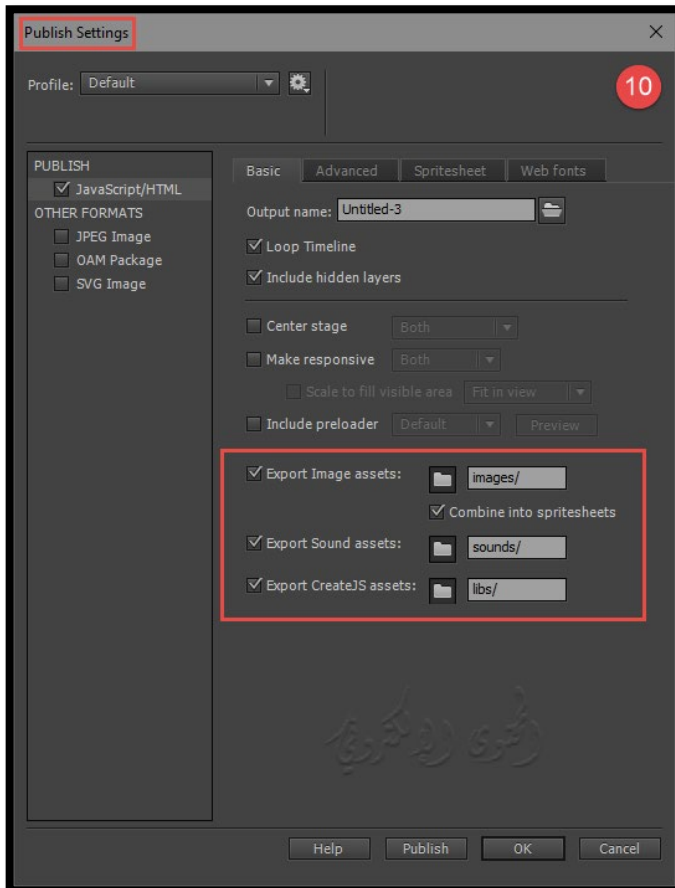 Publish Settings
Profile: Default
10
PUBLISH
JavaScript/HTML
OTHER FORMATS
JPEG Image
OAM Package
SVG Image
Basic Advanced Spritesheet Web fonts
Output name: Untitled-3
Loop Timeline
Include hidden layers
Center stage Both
Make responsive Both
Scale to fill visible area Fit in view
Include preloader Default Preview
Export Image assets: images/
Combine into spritesheets
Export Sound assets: sounds/
Export CreateJS assets: libs/
Help Publish OK Cancel